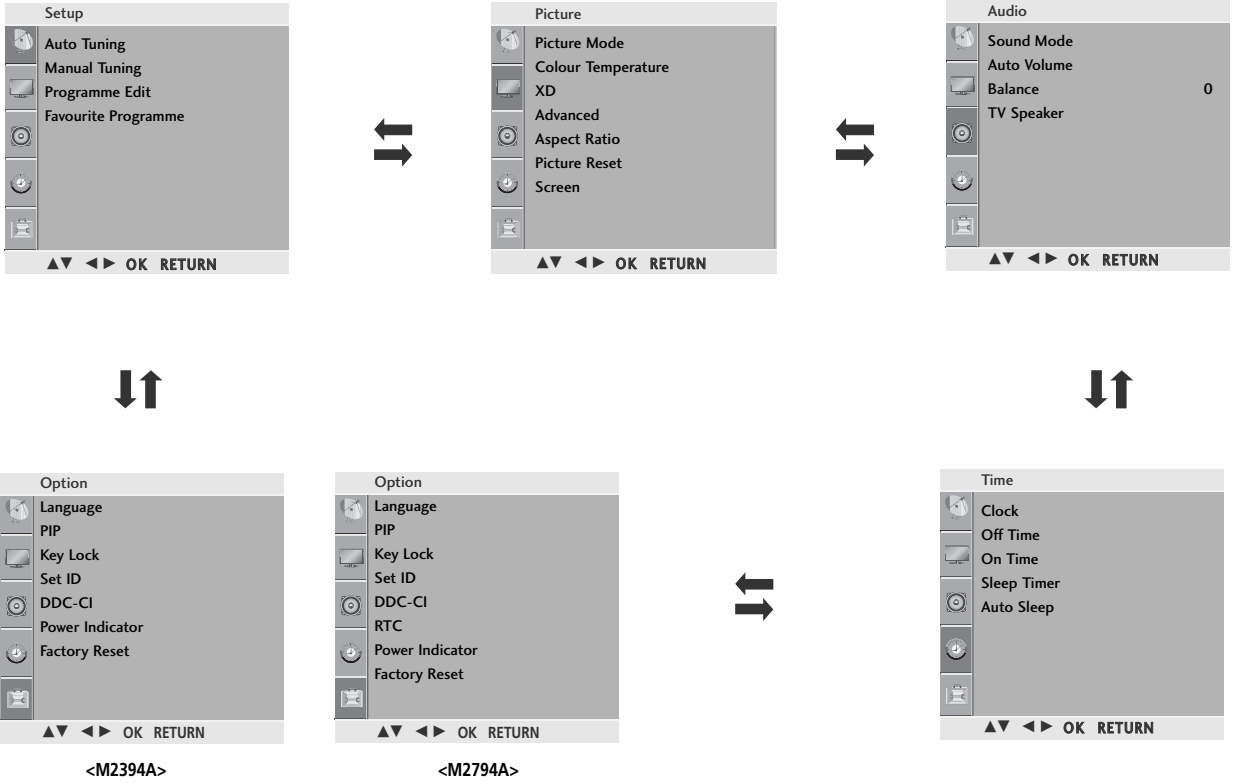 Setup
Auto Tuning
Manual Tuning
Programme Edit
Favourite Programme
▲▼ ◄► OK RETURN
Picture
Picture Mode
Colour Temperature
XD
Advanced
Aspect Ratio
Picture Reset
Screen
▲▼ ◄► OK RETURN
Audio
Sound Mode
Auto Volume
Balance 0
TV Speaker
▲▼ ◄► OK RETURN
Option
Language
PIP
Key Lock
Set ID
DDC-CI
Power Indicator
Factory Reset
▲▼ ◄► OK RETURN
<M2394A>
Option
Language
PIP
Key Lock
Set ID
DDC-CI
RTC
Power Indicator
Factory Reset
▲▼ ◄► OK RETURN
<M2794A>
Time
Clock
Off Time
On Time
Sleep Timer
Auto Sleep
▲▼ ◄► OK RETURN